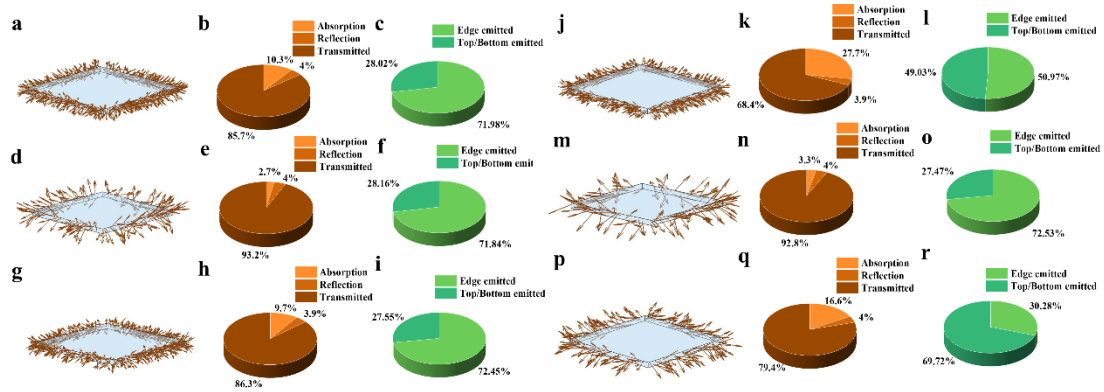 a
b
Absorption
Reflection
Transmitted
10.3%
4%
85.7%
c
Edge emitted
Top/Bottom emitted
28.02%
71.98%
j
k
Absorption
Reflection
Transmitted
27.7%
3.9%
68.4%
l
Edge emitted
Top/Bottom emitted
49.03%
50.97%
d
e
Absorption
Reflection
Transmitted
2.7%
4%
93.2%
f
Edge emitted
Top/Bottom emit
28.16%
71.84%
m
n
Absorption
Reflection
Transmitted
3.3%
4%
92.8%
o
Edge emitted
Top/Bottom emitted
27.47%
72.53%
g
h
Absorption
Reflection
Transmitted
9.7%
3.9%
86.3%
i
Edge emitted
Top/Bottom emitted
27.55%
72.45%
p
q
Absorption
Reflection
Transmitted
16.6%
4%
79.4%
r
Edge emitted
Top/Bottom emitted
30.28%
69.72%